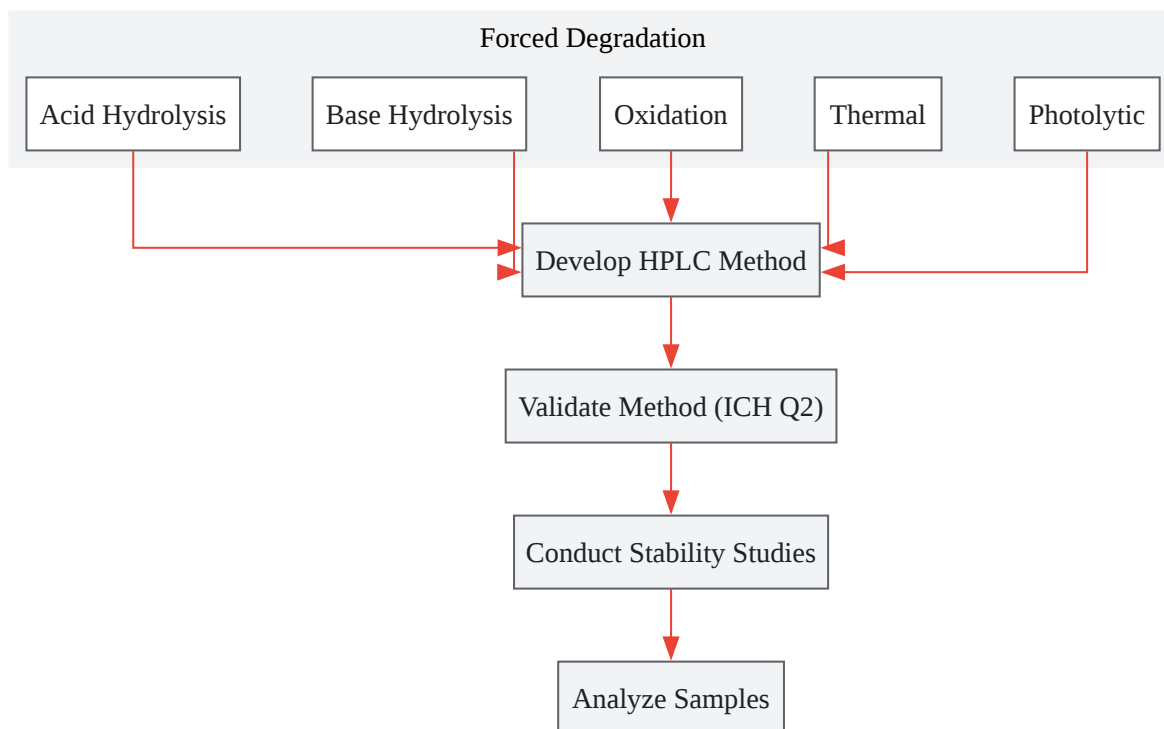 Forced Degradation
Acid Hydrolysis
Base Hydrolysis
Oxidation
Thermal
Photolytic
Develop HPLC Method
Validate Method (ICH Q2)
Conduct Stability Studies
Analyze Samples